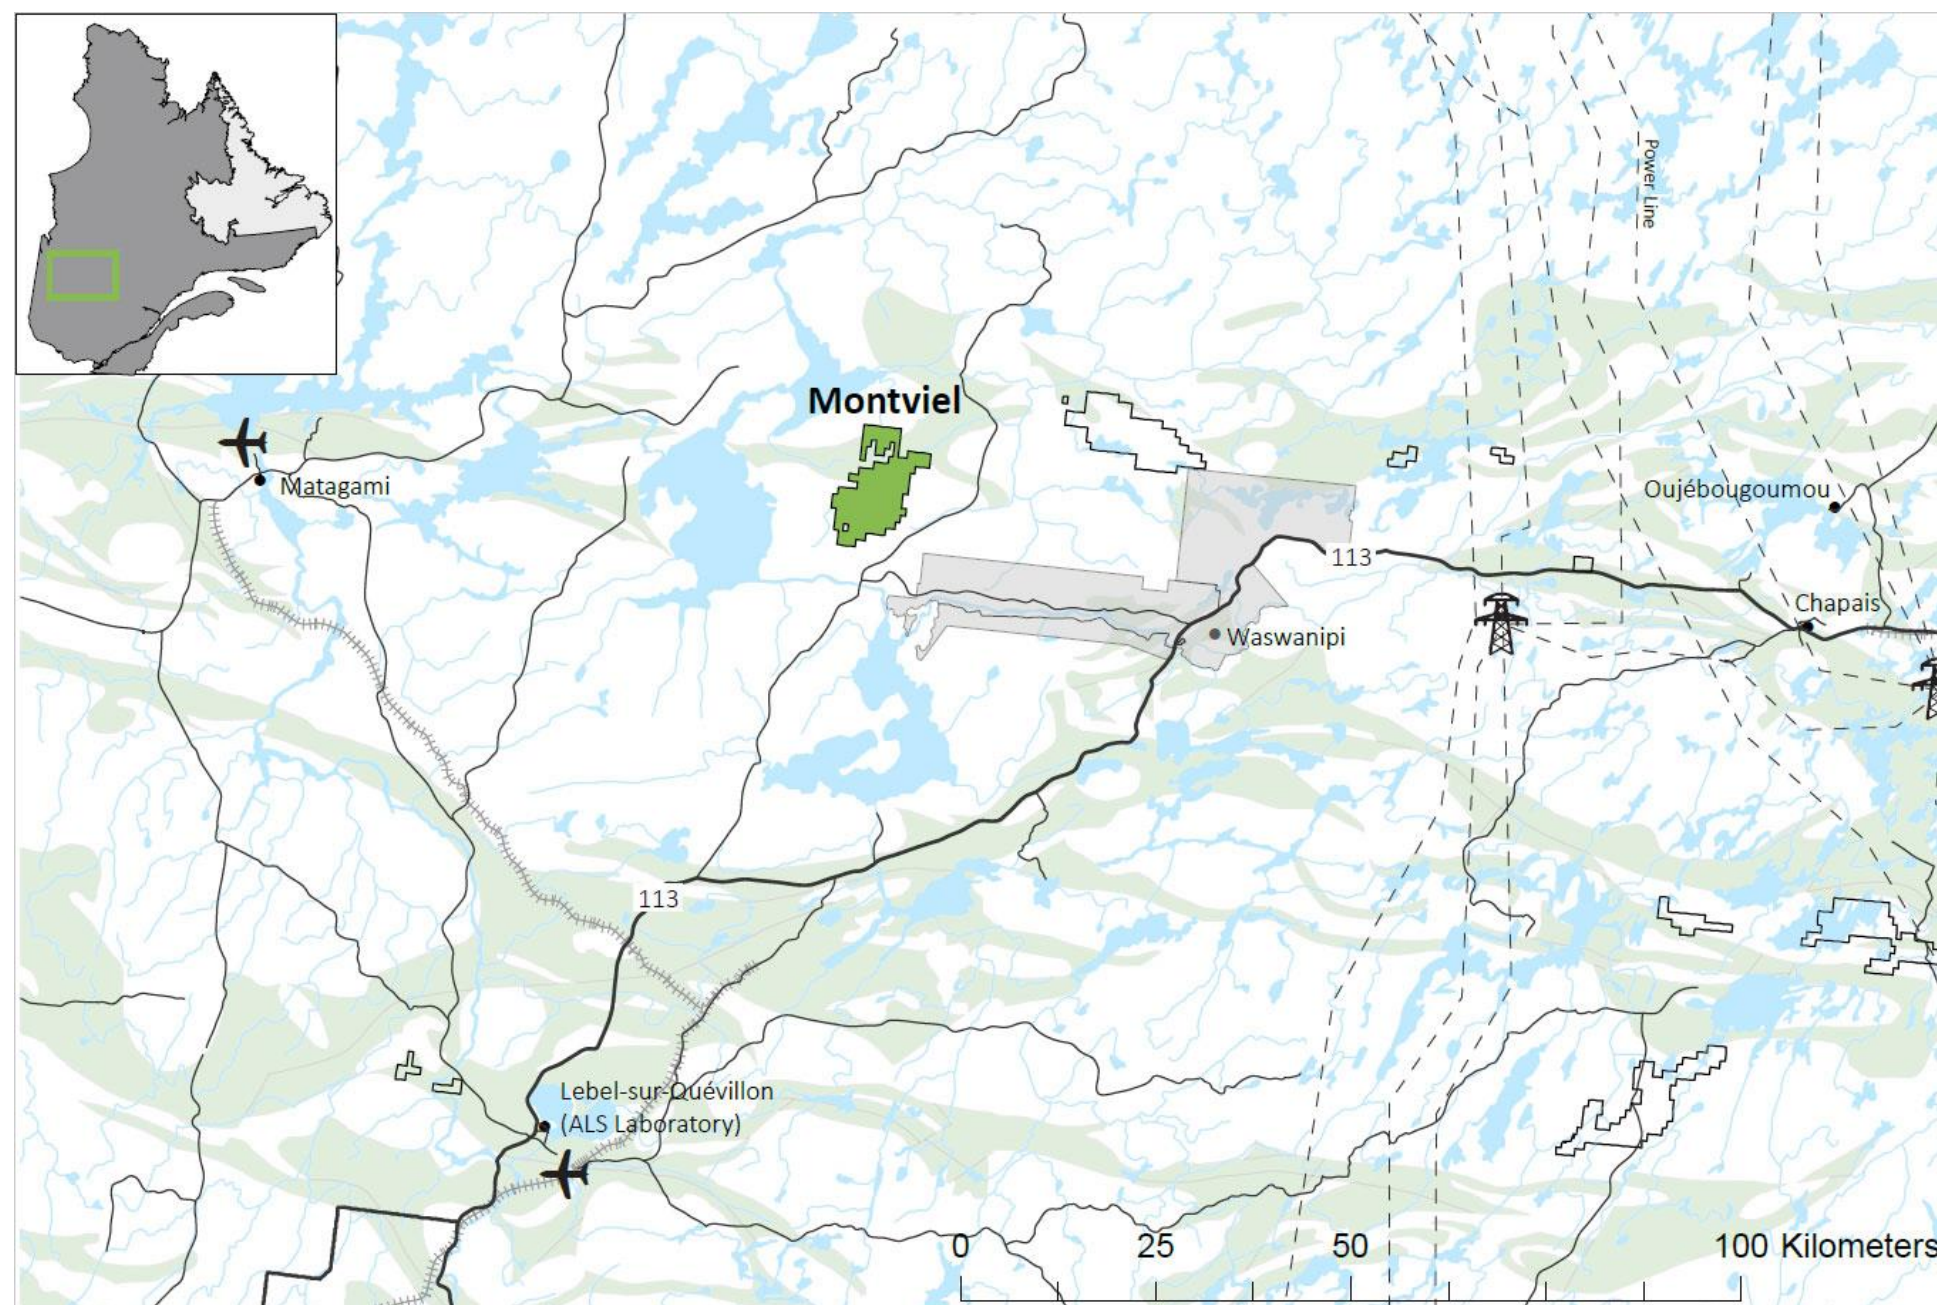 Power Line
Montviel
Matagami
Oujébougoumou
113
Chapais
Waswanipi
113
Lebel-sur-Quévillon
(ALS Laboratory)
0 25 50 100 Kilometers